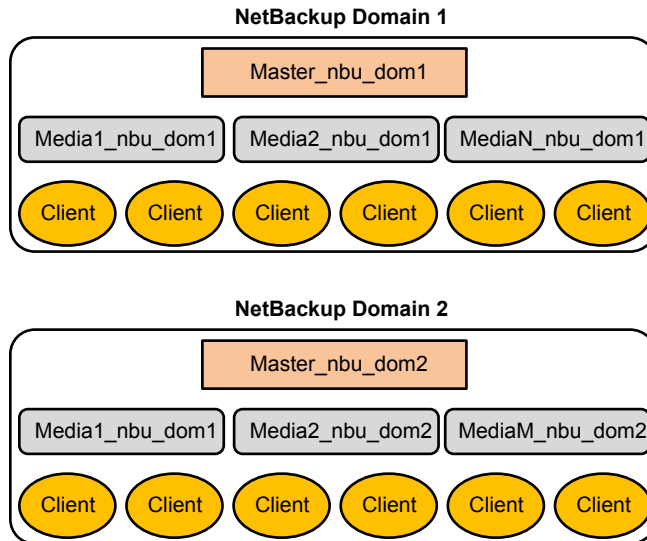 NetBackup Domain 1
Master_nbu_dom1
Media1_nbu_dom1 Media2_nbu_dom1 MediaN_nbu_dom1
Client Client Client Client Client Client
NetBackup Domain 2
Master_nbu_dom2
Media1_nbu_dom1 Media2_nbu_dom2 MediaM_nbu_dom2
Client Client Client Client Client Client